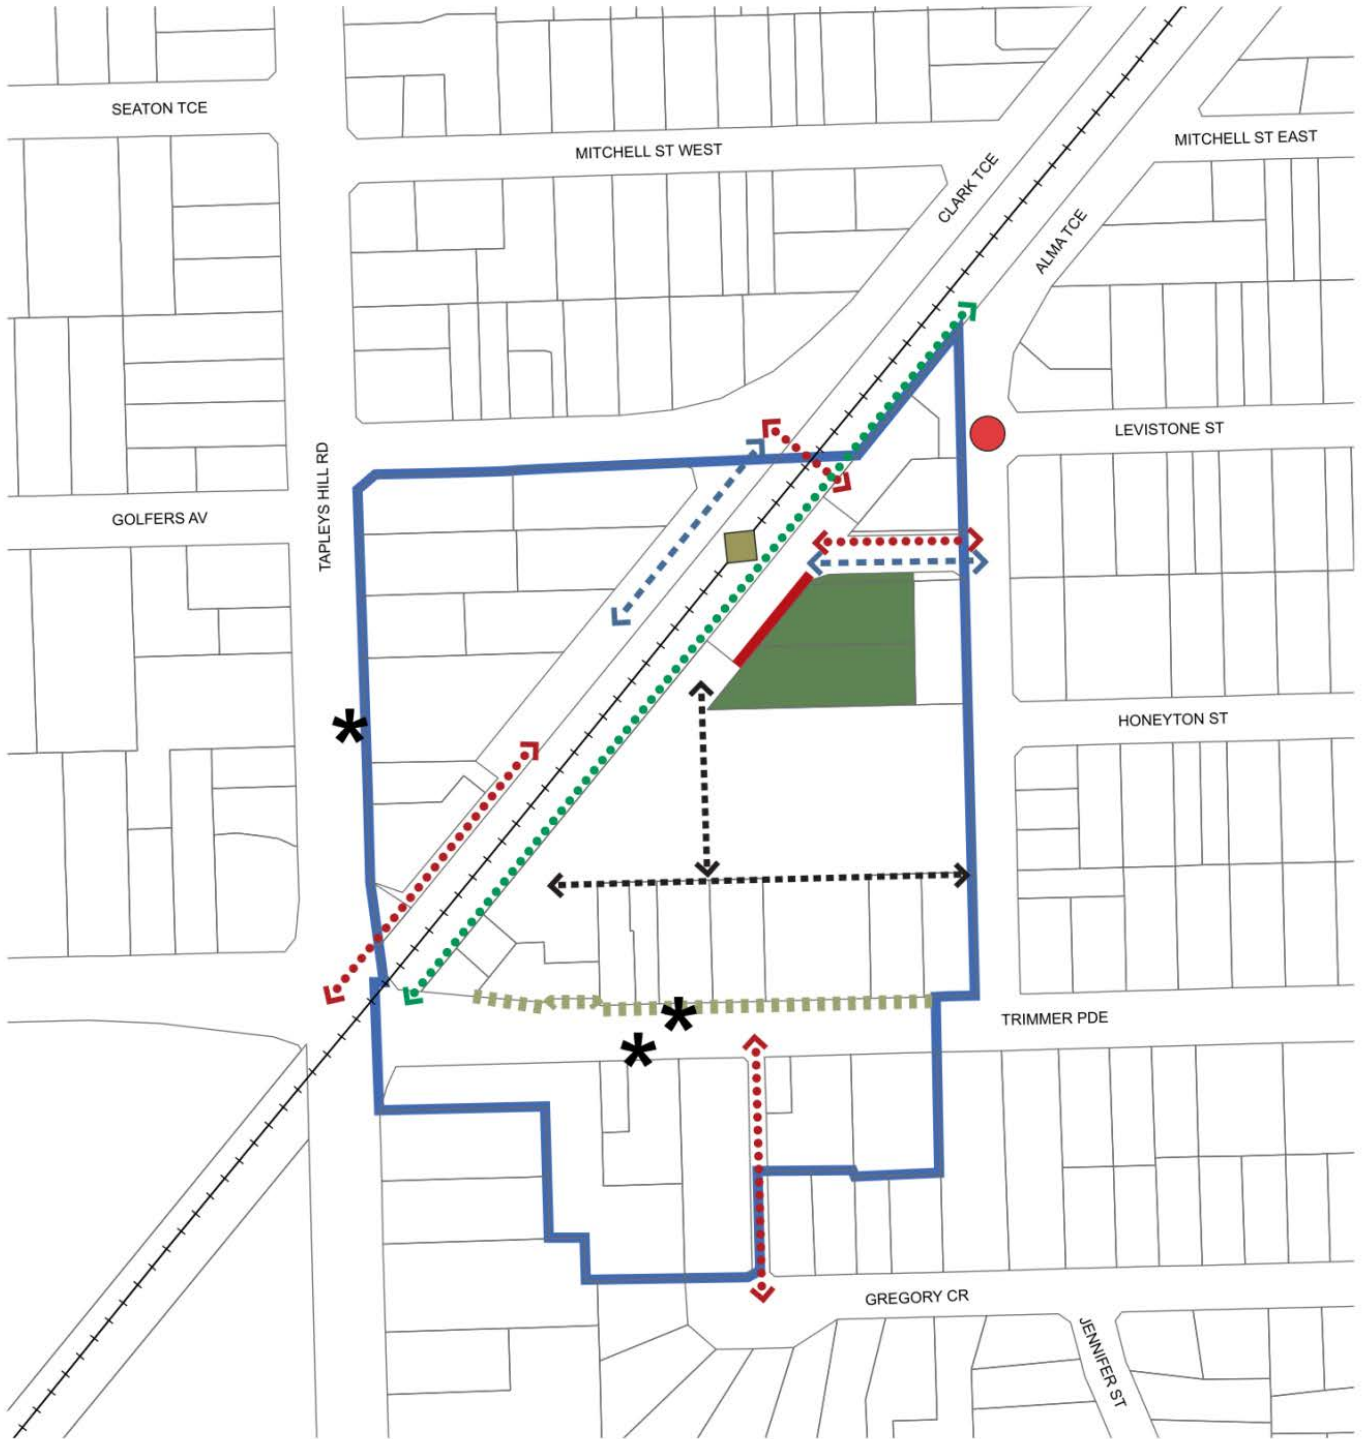 SEATON TCE
MITCHELL ST WEST
MITCHELL ST EAST
CLARK TCE
ALMA TCE
LEVISTONE ST
TAPLEYS HILL RD
GOLFERS AV
HONEYTON ST
TRIMMER PDE
GREGORY CR
JENNIFER ST